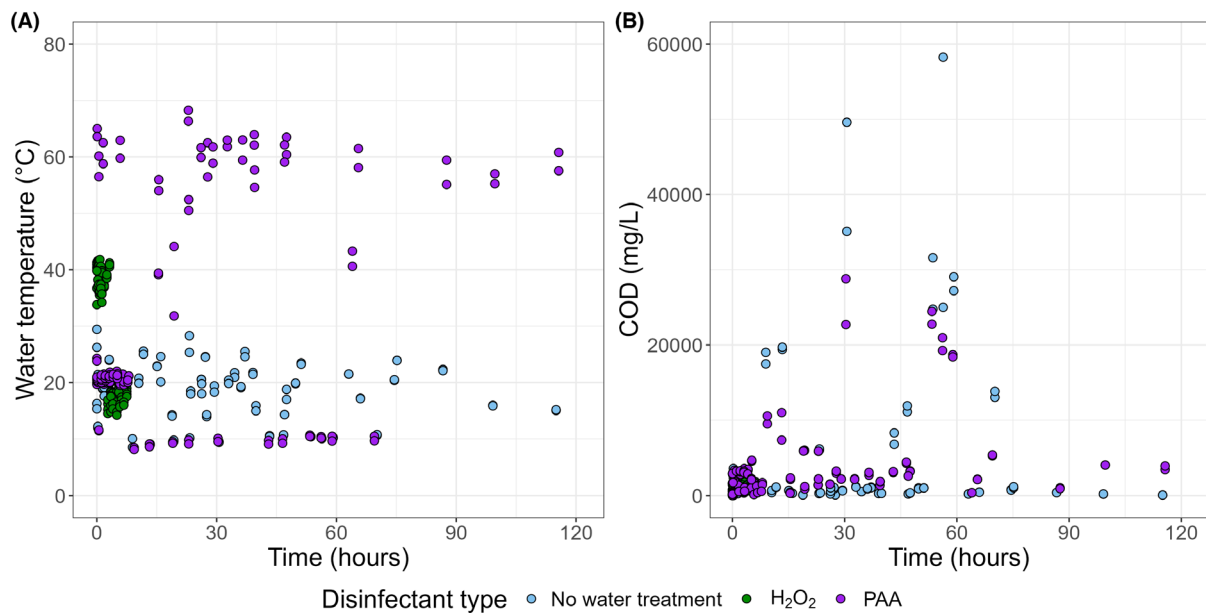 (A)
80
60
40
20
0
Water temperature (°C)
0 30 60 90 120
Time (hours)
(B)
60000
40000
20000
0
COD (mg/L)
0 30 60 90 120
Time (hours)
Disinfectant type No water treatment H₂O₂ PAA